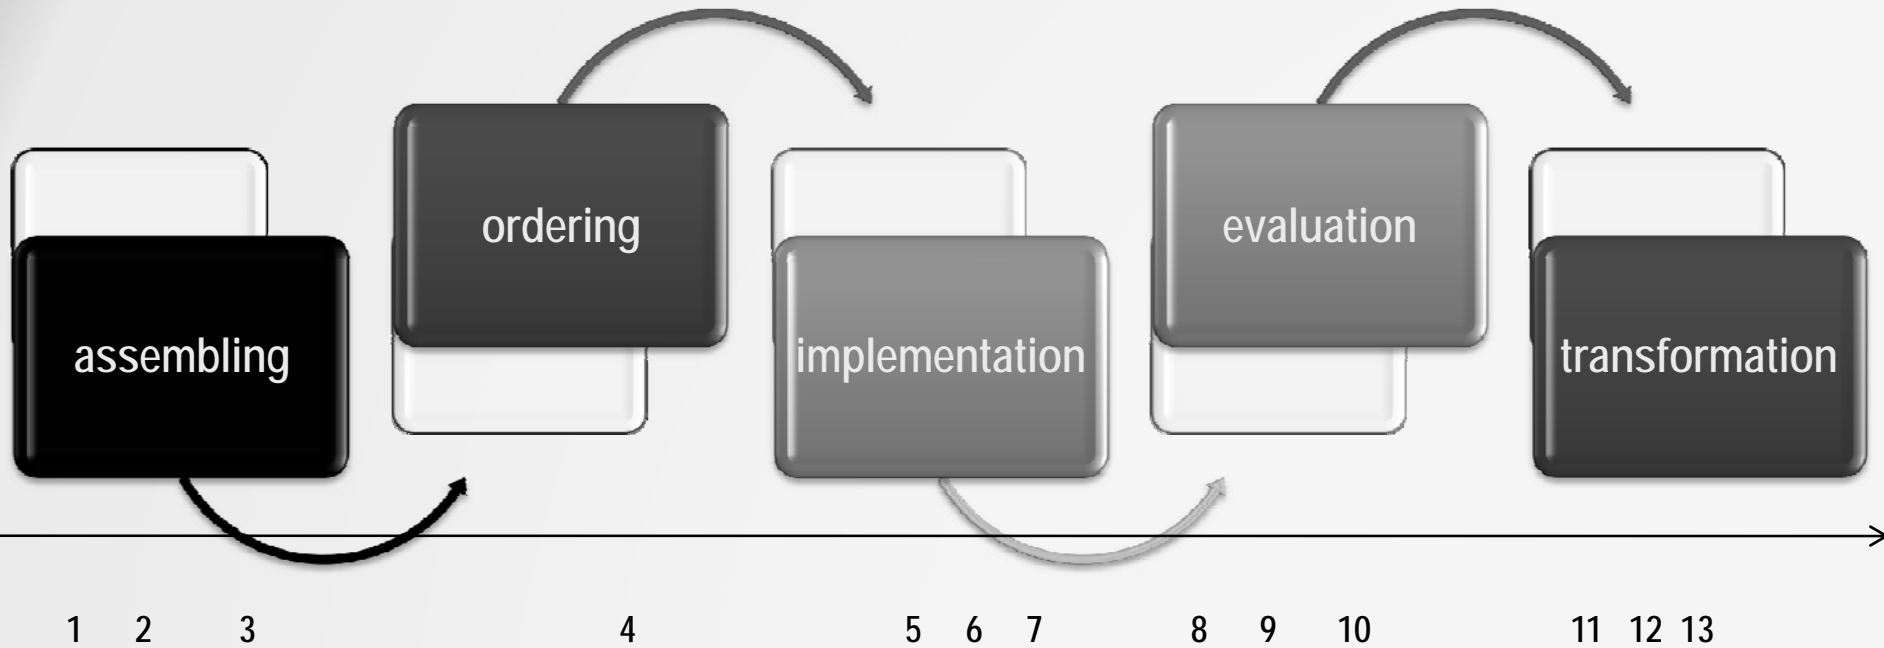 ordering
evaluation
assembling
implementation
transformation
1 2 3 4 5 6 7 8 9 10 11 12 13